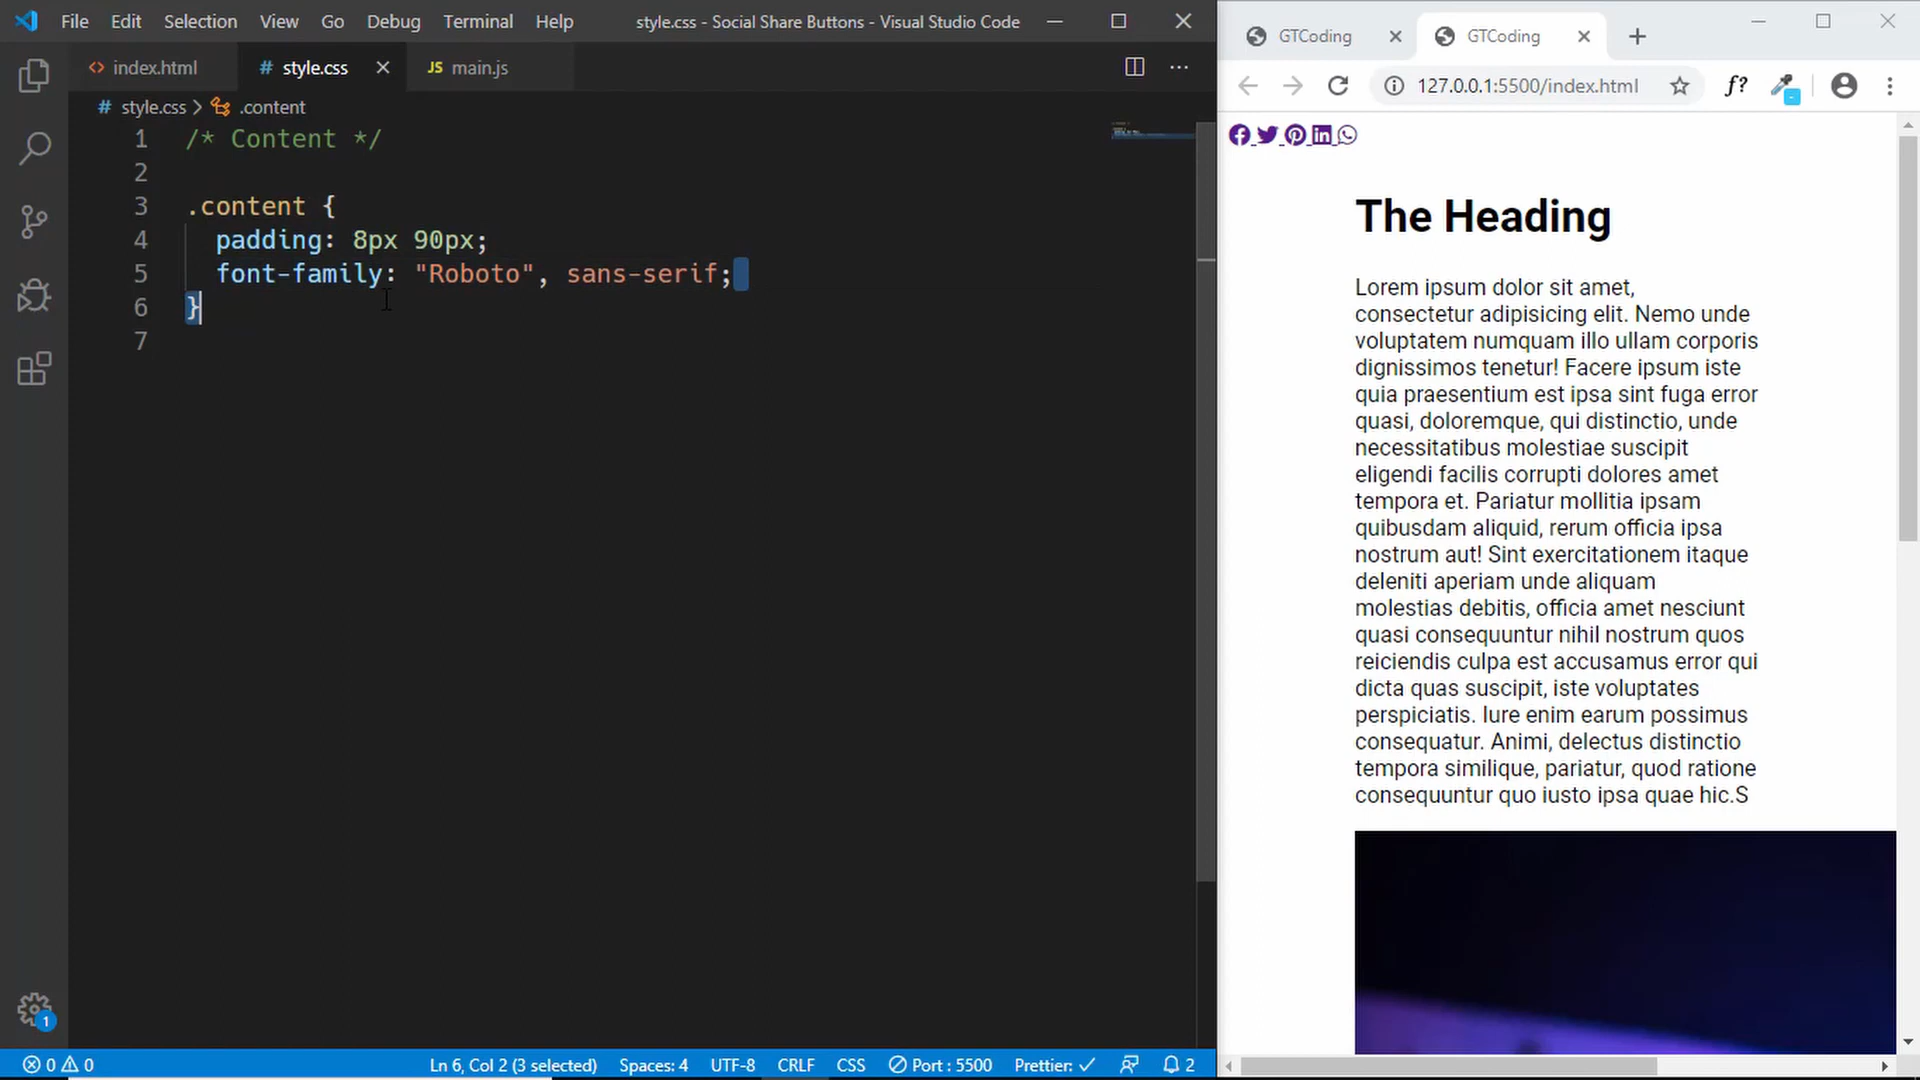 File Edit Selection View Go Debug Terminal Help style.css - Social Share Buttons - Visual Studio Code
index.html style.css JS main.js
# style.css > .content
1 /* Content */
2
3 .content {
4 padding: 8px 90px;
5 font-family: "Roboto", sans-serif;
6 }
7
1
0 0 Ln 6, Col 2 (3 selected) Spaces: 4 UTF-8 CRLF CSS Port : 5500 Prettier: ✓ 2
GTCoding GTCoding
127.0.0.1:5500/index.html f?
The Heading
Lorem ipsum dolor sit amet,
consectetur adipisicing elit. Nemo unde
voluptatem numquam illo ullam corporis
dignissimos tenetur! Facere ipsum iste
quia praesentium est ipsa sint fuga error
quasi, doloremque, qui distinctio, unde
necessitatibus molestiae suscipit
eligendi facilis corrupti dolores amet
tempora et. Pariatur mollitia ipsam
quibusdam aliquid, rerum officia ipsa
nostrum aut! Sint exercitationem itaque
deleniti aperiam unde aliquam
molestias debitis, officia amet nesciunt
quasi consequuntur nihil nostrum quos
reiciendis culpa est accusamus error qui
dicta quas suscipit, iste voluptates
perspiciatis. Iure enim earum possimus
consequatur. Animi, delectus distinctio
tempora similique, pariatur, quod ratione
consequuntur quo iusto ipsa quae hic.S